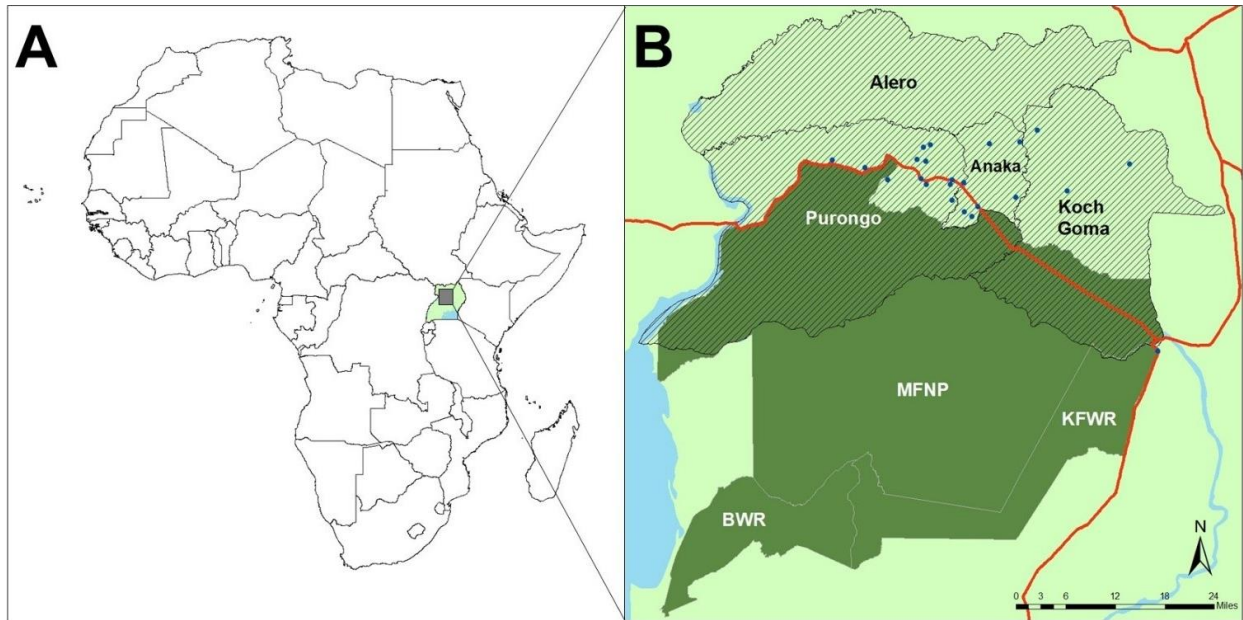 A
B
Alero
Anaka
Purongo
Koch
Goma
MFNP
KFWR
BWR
N
0 3 6 12 18 24
Miles